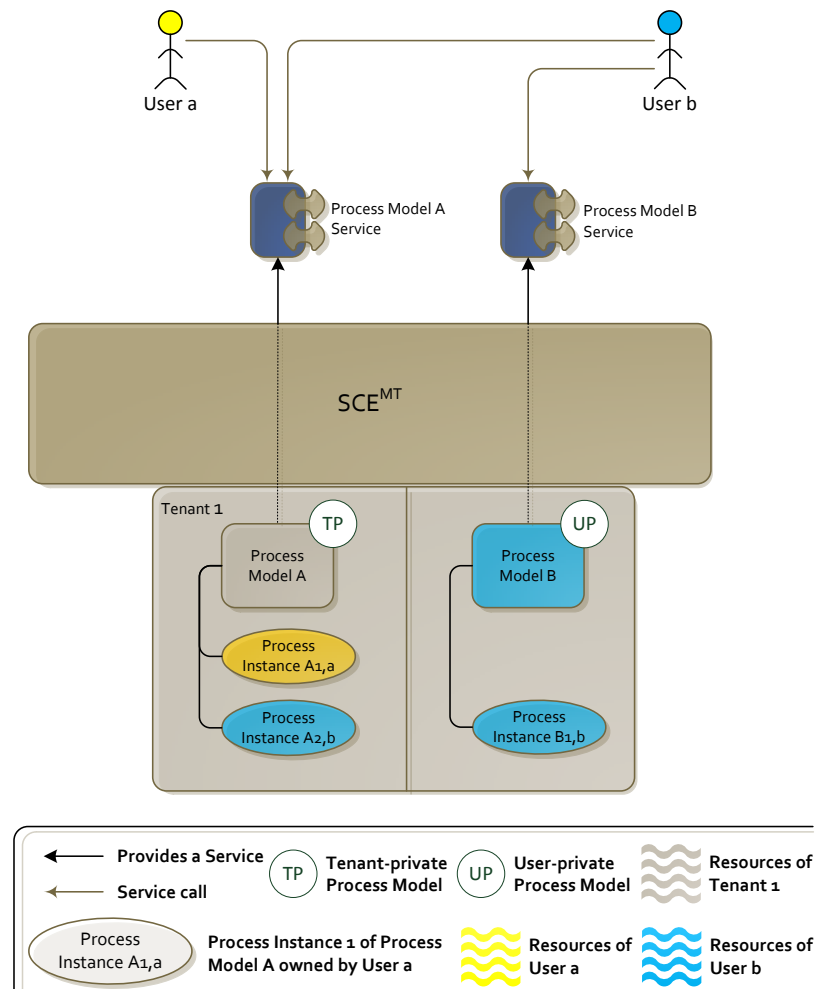 User a
User b
Process Model A
Service
Process Model B
Service
SCE^MT
Tenant 1
TP
UP
Process
Model A
Process
Model B
Process
Instance A1,a
Process
Instance A2,b
Process
Instance B1,b
Provides a Service
Service call
TP
Tenant-private
Process Model
UP
User-private
Process Model
Resources of
Tenant 1
Process
Instance A1,a
Process Instance 1 of Process
Model A owned by User a
Resources of
User a
Resources of
User b